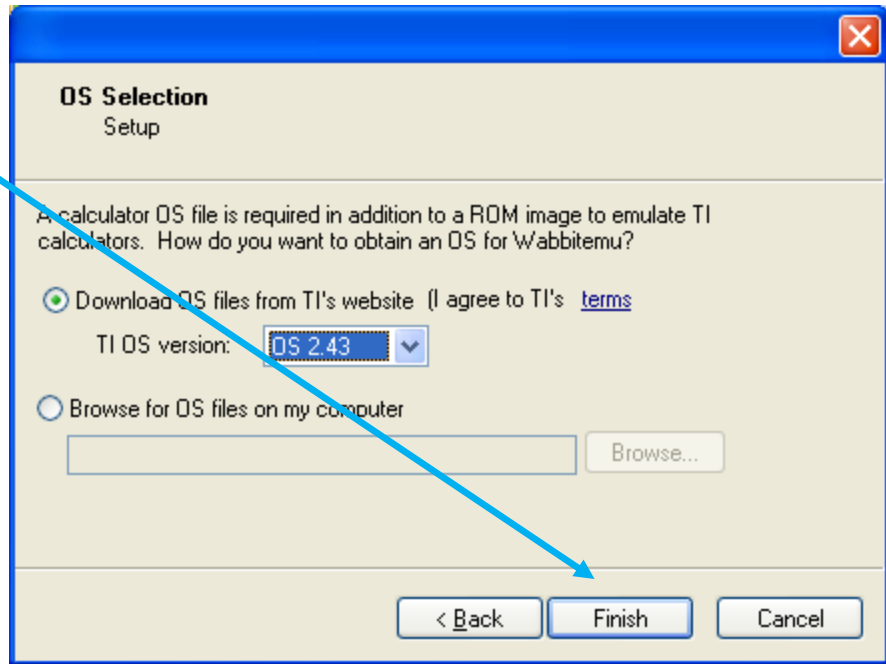 OS Selection
Setup
A calculator OS file is required in addition to a ROM image to emulate TI
calculators. How do you want to obtain an OS for Wabbitemu?
Download OS files from TI's website (I agree to TI's terms
TI OS version: OS 2.43
Browse for OS files on my computer
Browse...
< Back Finish Cancel